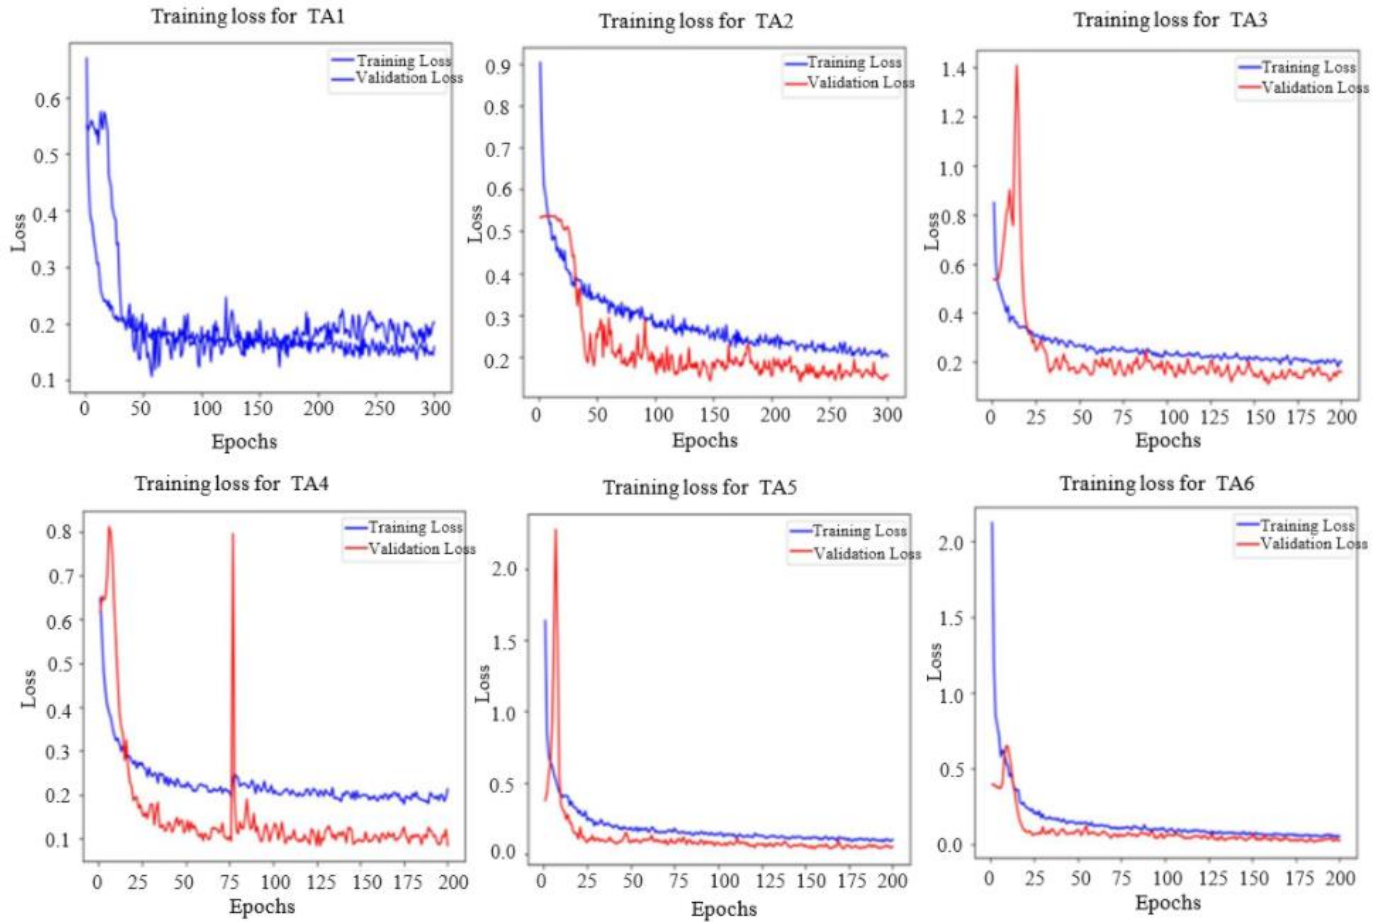 Training loss for TA1
Training Loss
Validation Loss
0.6
0.5
0.4
0.3
0.2
0.1
Loss
0 50 100 150 200 250 300
Epochs
Training loss for TA2
Training Loss
Validation Loss
0.9
0.8
0.7
0.6
0.5
0.4
0.3
0.2
Loss
0 50 100 150 200 250 300
Epochs
Training loss for TA3
Training Loss
Validation Loss
1.4
1.2
1.0
0.8
0.6
0.4
0.2
Loss
0 25 50 75 100 125 150 175 200
Epochs
Training loss for TA4
Training Loss
Validation Loss
0.8
0.7
0.6
0.5
0.4
0.3
0.2
0.1
Loss
0 25 50 75 100 125 150 175 200
Epochs
Training loss for TA5
Training Loss
Validation Loss
2.0
1.5
1.0
0.5
0.0
Loss
0 25 50 75 100 125 150 175 200
Epochs
Training loss for TA6
Training Loss
Validation Loss
2.0
1.5
1.0
0.5
0.0
Loss
0 25 50 75 100 125 150 175 200
Epochs